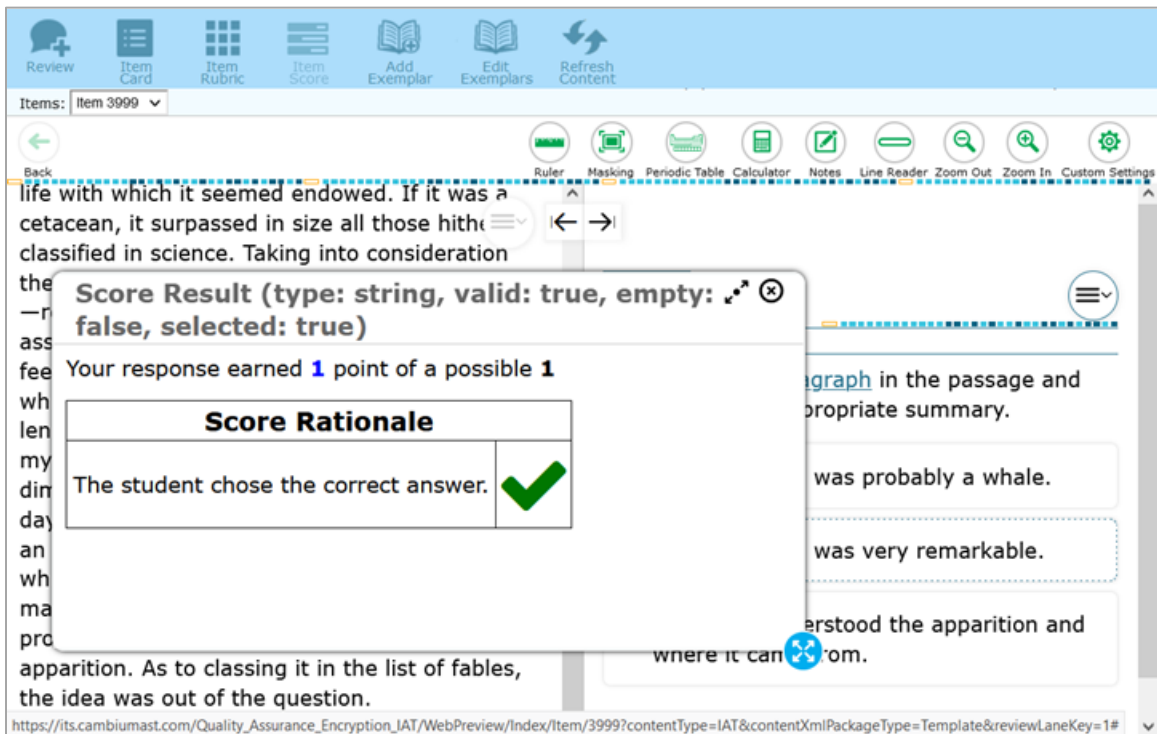 Review
Item Card
Item Rubric
Item Score
Add Exemplar
Edit Exemplars
Refresh Content
Items: Item 3999
Back
Ruler
Masking
Periodic Table
Calculator
Notes
Line Reader
Zoom Out
Zoom In
Custom Settings
life with which it seemed endowed. If it was a
cetacean, it surpassed in size all those
classified in science. Taking into consideration
the
Score Result (type: string, valid: true, empty:
false, selected: true)
Your response earned 1 point of a possible 1
Score Rationale
The student chose the correct answer.
apparition. As to classing it in the list of fables,
the idea was out of the question.
in the passage and
summary.
was probably a whale.
was very remarkable.
the apparition and
where it
https://its.cambiumast.com/Quality_Assurance_Encryption_IAT/WebPreview/Index/Item/3999?contentType=IAT&contentXmlPackageType=Template&reviewLaneKey=1#